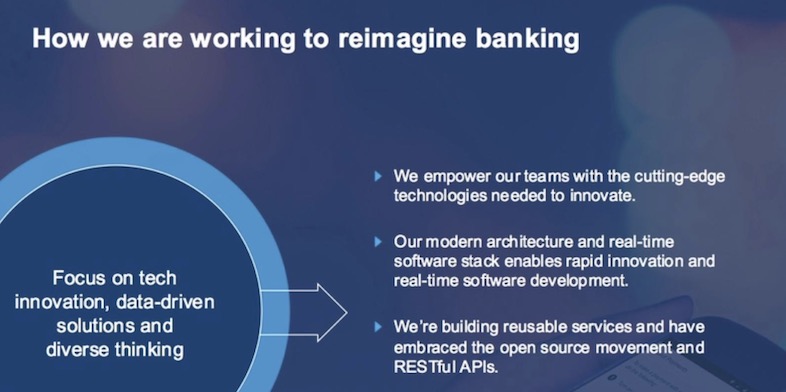 How we are working to reimagine banking
Focus on tech
innovation, data-driven
solutions and
diverse thinking
We empower our teams with the cutting-edge
technologies needed to innovate.
Our modern architecture and real-time
software stack enables rapid innovation and
real-time software development.
We're building reusable services and have
embraced the open source movement and
RESTful APIs.